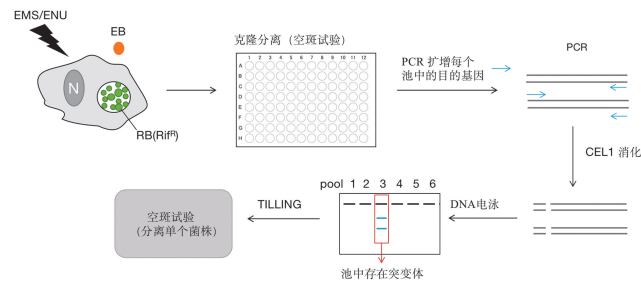 EMS/ENU
EB
N
RB(Rifᴿ)
克隆分离（空斑试验）
1 2 3 4 5 6 7 8 9 10 11 12
A
B
C
D
E
F
G
H
PCR 扩增每个
池中的目的基因
PCR
CEL1 消化
DNA电泳
pool 1 2 3 4 5 6
池中存在突变体
TILLING
空斑试验
(分离单个菌株)